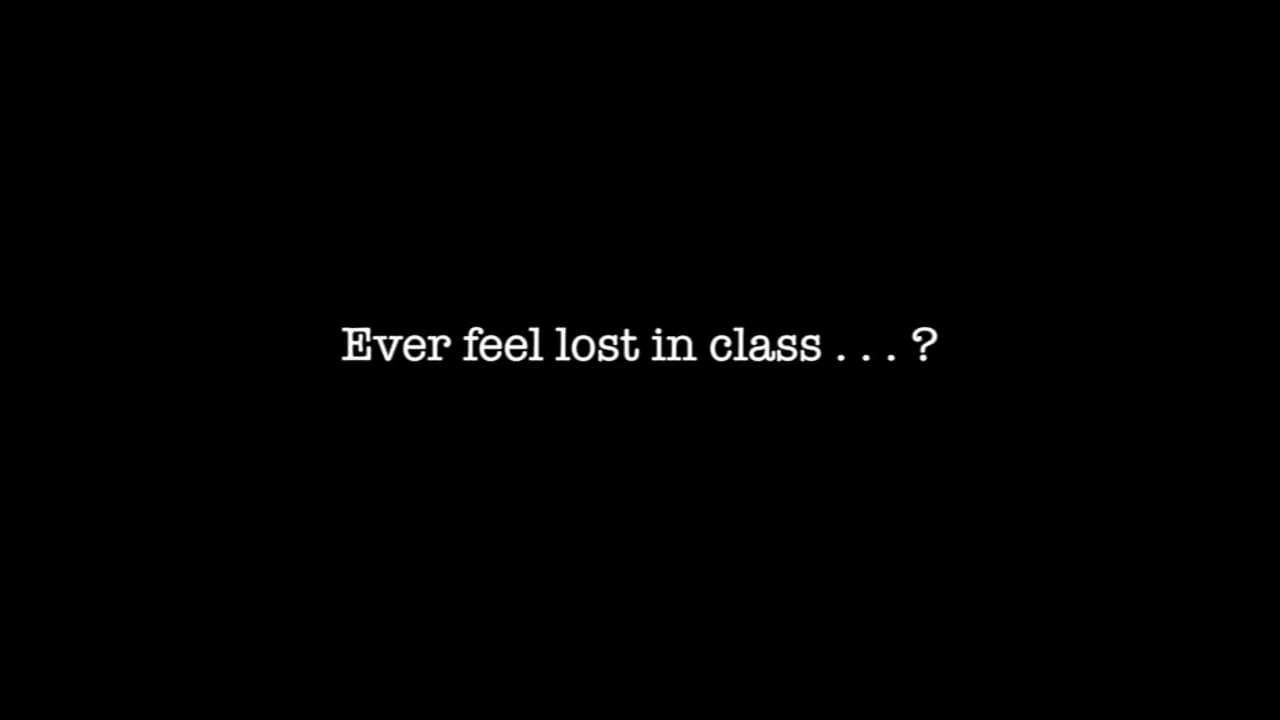 Ever feel lost in class . . . ?